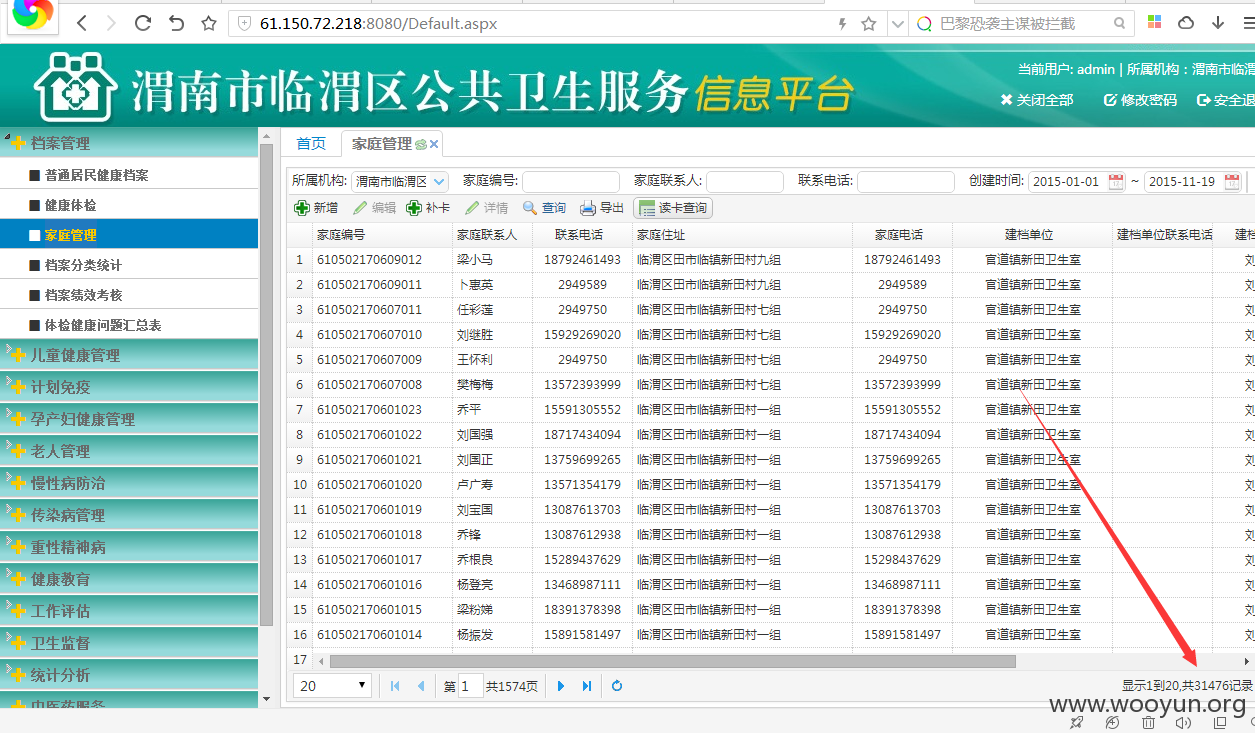 61.150.72.218:8080/Default.aspx 巴黎恐袭主谋被拦截
渭南市临渭区公共卫生服务信息平台
当前用户: admin | 所属机构：渭南市临渭
关闭全部 修改密码 安全退
档案管理
普通居民健康档案
健康体检
家庭管理
档案分类统计
档案绩效考核
体检健康问题汇总表
儿童健康管理
计划免疫
孕产妇健康管理
老人管理
慢性病防治
传染病管理
重性精神病
健康教育
工作评估
卫生监督
统计分析
中医药服务
首页 家庭管理
所属机构: 渭南市临渭区 家庭编号: 家庭联系人: 联系电话: 创建时间: 2015-01-01 ~ 2015-11-19
新增 编辑 补卡 详情 查询 导出 读卡查询
家庭编号 家庭联系人 联系电话 家庭住址 家庭电话 建档单位 建档单位联系电话 建档
1 610502170609012 梁小马 18792461493 临渭区田市临镇新田村九组 18792461493 官道镇新田卫生室 刘
2 610502170609011 卜惠英 2949589 临渭区田市临镇新田村九组 2949589 官道镇新田卫生室 刘
3 610502170607011 任彩莲 2949750 临渭区田市临镇新田村七组 2949750 官道镇新田卫生室 刘
4 610502170607010 刘继胜 15929269020 临渭区田市临镇新田村七组 15929269020 官道镇新田卫生室 刘
5 610502170607009 王怀利 2949750 临渭区田市临镇新田村七组 2949750 官道镇新田卫生室 刘
6 610502170607008 樊梅梅 13572393999 临渭区田市临镇新田村七组 13572393999 官道镇新田卫生室 刘
7 610502170601023 乔平 15591305552 临渭区田市临镇新田村一组 15591305552 官道镇新田卫生室 刘
8 610502170601022 刘国强 18717434094 临渭区田市临镇新田村一组 18717434094 官道镇新田卫生室 刘
9 610502170601021 刘国正 13759699265 临渭区田市临镇新田村一组 13759699265 官道镇新田卫生室 刘
10 610502170601020 卢广寿 13571354179 临渭区田市临镇新田村一组 13571354179 官道镇新田卫生室 刘
11 610502170601019 刘宝国 13087613703 临渭区田市临镇新田村一组 13087613703 官道镇新田卫生室 刘
12 610502170601018 乔锋 13087612938 临渭区田市临镇新田村一组 13087612938 官道镇新田卫生室 刘
13 610502170601017 乔根良 15289437629 临渭区田市临镇新田村一组 15298437629 官道镇新田卫生室 刘
14 610502170601016 杨登亮 13468987111 临渭区田市临镇新田村一组 13468987111 官道镇新田卫生室 刘
15 610502170601015 梁粉娣 18391378398 临渭区田市临镇新田村一组 18391378398 官道镇新田卫生室 刘
16 610502170601014 杨振发 15891581497 临渭区田市临镇新田村一组 15891581497 官道镇新田卫生室 刘
17
20 第 1 共1574页 显示1到20,共31476记录
www.wooyun.org